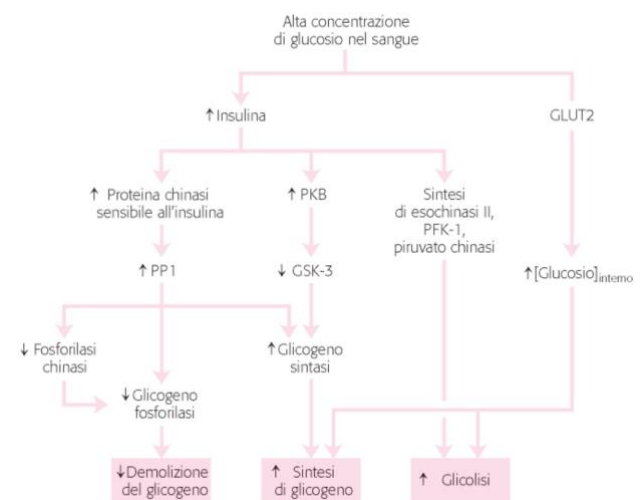 Alta concentrazione
di glucosio nel sangue
↑ Insulina
GLUT2
↑ Proteina chinasi
sensibile all'insulina
↑ PKB
Sintesi
di esochinasi II,
PFK-1,
piruvato chinasi
↑ PP1
↓ GSK-3
↑ [Glucosio]interno
↓ Fosforilasi
chinasi
↑ Glicogeno
sintasi
↓ Glicogeno
fosforilasi
↓ Demolizione
del glicogeno
↑ Sintesi
di glicogeno
↑ Glicolisi